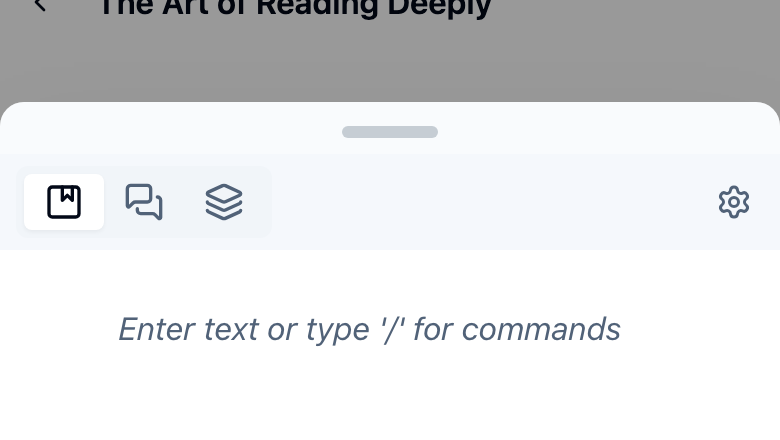 The Art of Reading Deeply
Enter text or type '/' for commands